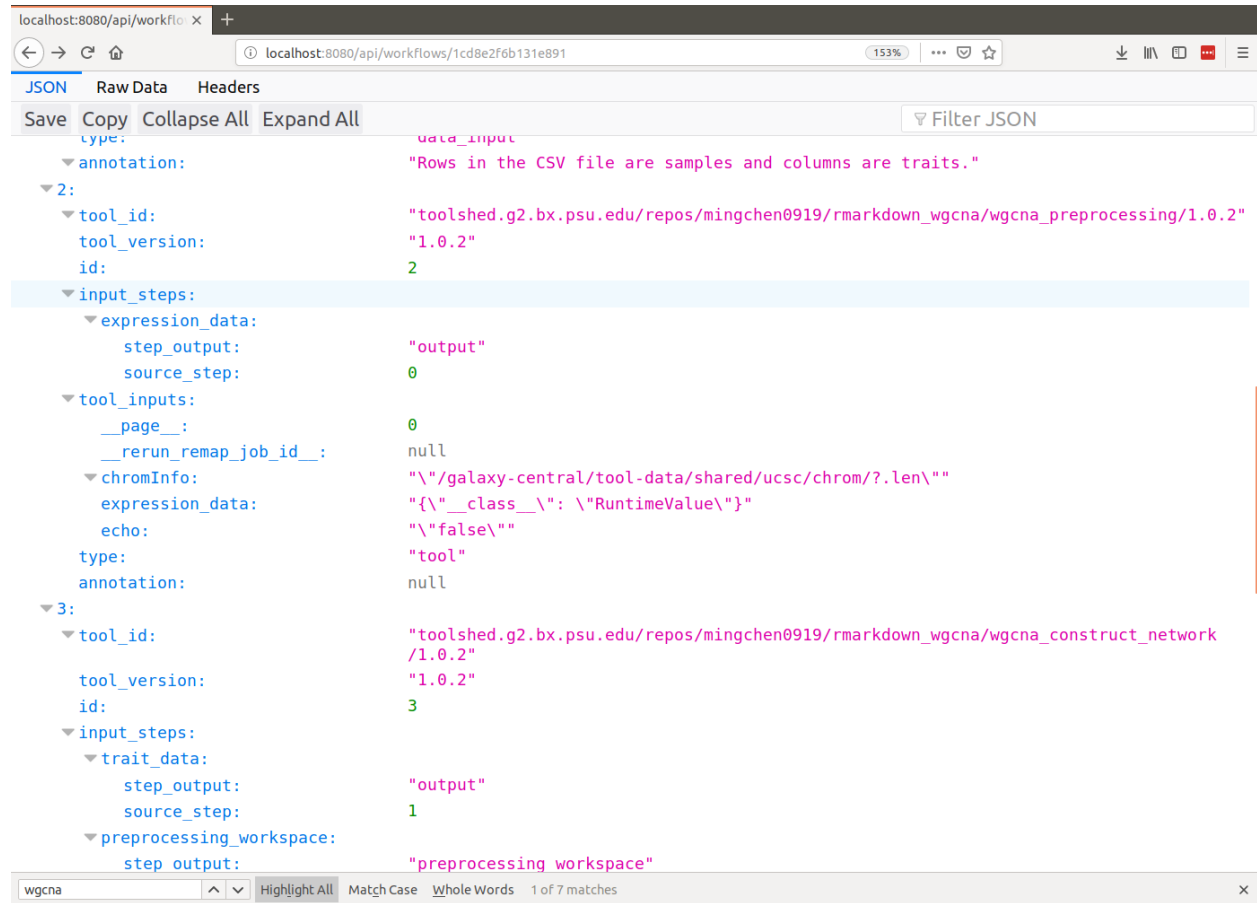 localhost:8080/api/workflo
localhost:8080/api/workflows/1cd8e2f6b131e891 153%
JSON Raw Data Headers
Save Copy Collapse All Expand All Filter JSON
type: "data_input"
annotation: "Rows in the CSV file are samples and columns are traits."
2:
tool_id: "toolshed.g2.bx.psu.edu/repos/mingchen0919/rmarkdown_wgcna/wgcna_preprocessing/1.0.2"
tool_version: "1.0.2"
id: 2
input_steps:
expression_data:
step_output: "output"
source_step: 0
tool_inputs:
__page__: 0
__rerun_remap_job_id__: null
chromInfo: "\"/galaxy-central/tool-data/shared/ucsc/chrom/?.len\""
expression_data: "{\"__class__\": \"RuntimeValue\"}"
echo: "\"false\""
type: "tool"
annotation: null
3:
tool_id: "toolshed.g2.bx.psu.edu/repos/mingchen0919/rmarkdown_wgcna/wgcna_construct_network
/1.0.2"
tool_version: "1.0.2"
id: 3
input_steps:
trait_data:
step_output: "output"
source_step: 1
preprocessing_workspace:
step_output: "preprocessing_workspace"
wgcna Highlight All Match Case Whole Words 1 of 7 matches